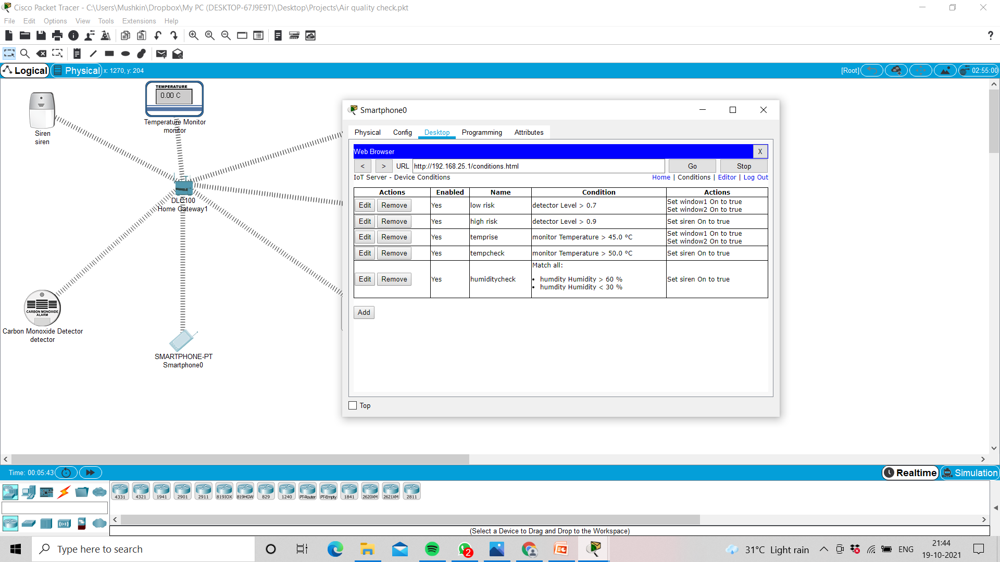 Cisco Packet Tracer - C:\Users\Mushkin\Dropbox\My PC (DESKTOP-67J9E9T)\Desktop\Projects\Air quality check.pkt
File Edit Options View Tools Extensions Help
?
Logical Physical x: 1270, y: 204 [Root] 02:55:00
TEMPERATURE
0.00 C
Temperature Monitor
monitor
Siren
siren
DLC100
Home Gateway1
CARBON MONOXIDE
ALARM
Carbon Monoxide Detector
detector
SMARTPHONE-PT
Smartphone0
Smartphone0
Physical Config Desktop Programming Attributes
Web Browser X
< > URL http://192.168.25.1/conditions.html Go Stop
IoT Server - Device Conditions Home | Conditions | Editor | Log Out
Actions Enabled Name Condition Actions
Edit Remove Yes low risk detector Level > 0.7 Set window1 On to true
Set window2 On to true
Edit Remove Yes high risk detector Level > 0.9 Set siren On to true
Edit Remove Yes temprise monitor Temperature > 45.0 °C Set window1 On to true
Set window2 On to true
Edit Remove Yes tempcheck monitor Temperature > 50.0 °C Set siren On to true
Edit Remove Yes humiditycheck Match all: Set siren On to true
• humdity Humidity > 60 %
• humdity Humidity < 30 %
Add
Top
Time: 00:05:43 Realtime Simulation
4331 4321 1941 2901 2911 819IOX 819HGW 829 1240 PT-Router PT-Empty 1841 2620XM 2621XM 2811
(Select a Device to Drag and Drop to the Workspace)
Type here to search 2 31°C Light rain ENG 21:44
19-10-2021